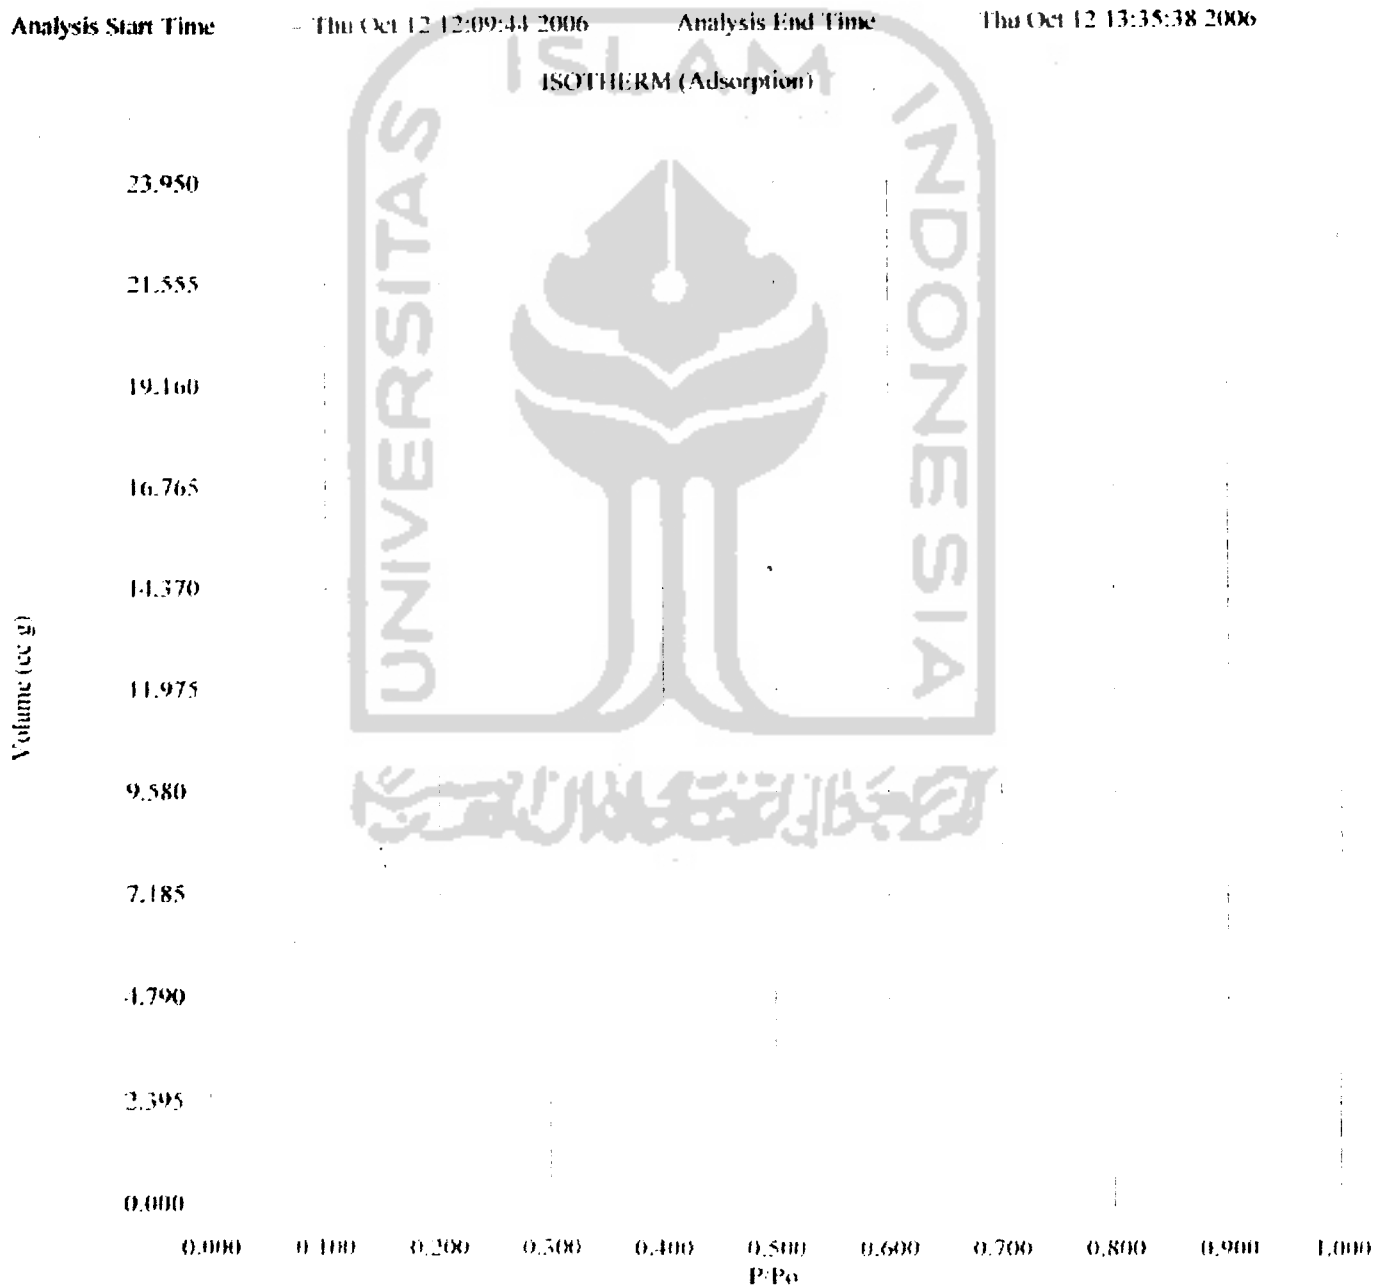 Analysis Start Time - Thu Oct 12 12:09:44 2006 Analysis End Time Thu Oct 12 13:35:38 2006
ISLAM
ISOTHERM (Adsorption)
UNIVERSITAS
INDONESIA
23.950
21.555
19.160
16.765
14.370
11.975
9.580
7.185
4.790
2.395
0.000
Volume (cc g)
0.000 0.100 0.200 0.300 0.400 0.500 0.600 0.700 0.800 0.900 1.000
P/Po